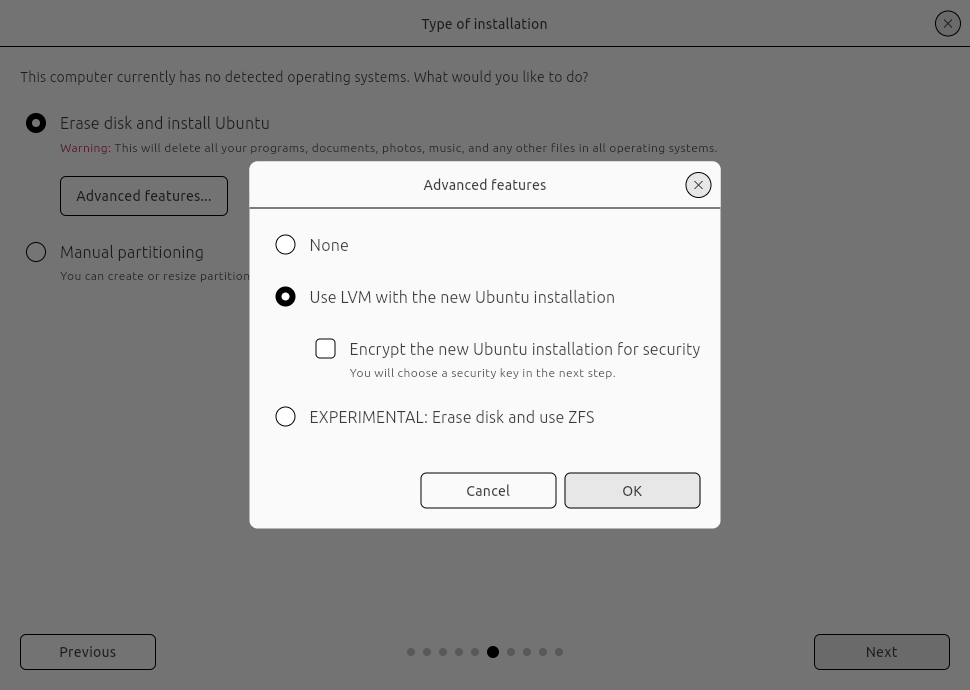 Type of installation
This computer currently has no detected operating systems. What would you like to do?
Erase disk and install Ubuntu
Warning: This will delete all your programs, documents, photos, music, and any other files in all operating systems.
Advanced features...
Manual partitioning
You can create or resize partition
Advanced features
None
Use LVM with the new Ubuntu installation
Encrypt the new Ubuntu installation for security
You will choose a security key in the next step.
EXPERIMENTAL: Erase disk and use ZFS
Cancel
OK
Previous
Next